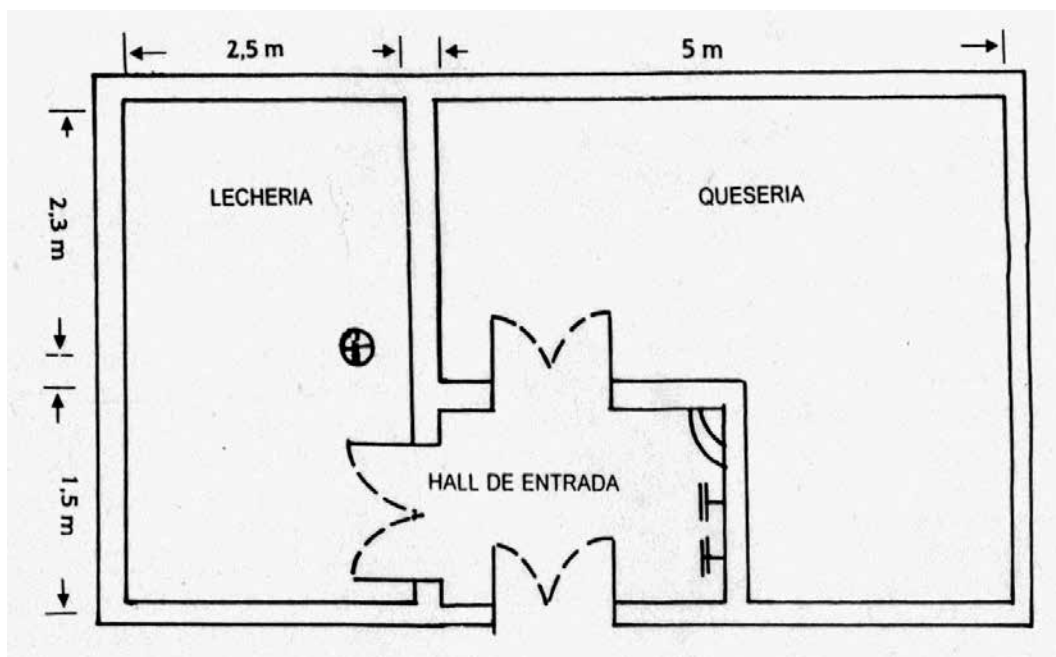 2,5 m
5 m
2,3 m
LECHERIA
QUESERIA
1,5 m
HALL DE ENTRADA